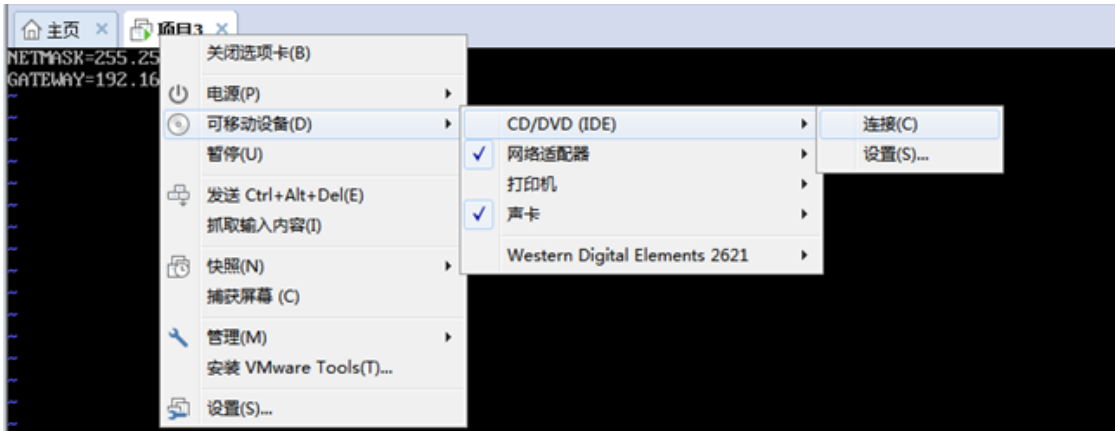 主页 × 项目3 ×
NETMASK=255.25
GATEWAY=192.16
~
~
~
~
~
~
~
~
~
~
~
~
关闭选项卡(B)
电源(P)
可移动设备(D)
暂停(U)
发送 Ctrl+Alt+Del(E)
抓取输入内容(I)
快照(N)
捕获屏幕 (C)
管理(M)
安装 VMware Tools(T)...
设置(S)...
CD/DVD (IDE)
网络适配器
打印机
声卡
Western Digital Elements 2621
连接(C)
设置(S)...